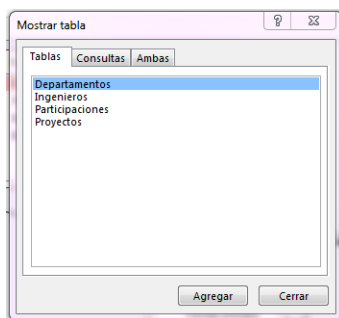 Mostrar tabla
Tablas Consultas Ambas
Departamentos
Ingenieros
Participaciones
Proyectos
Agregar Cerrar